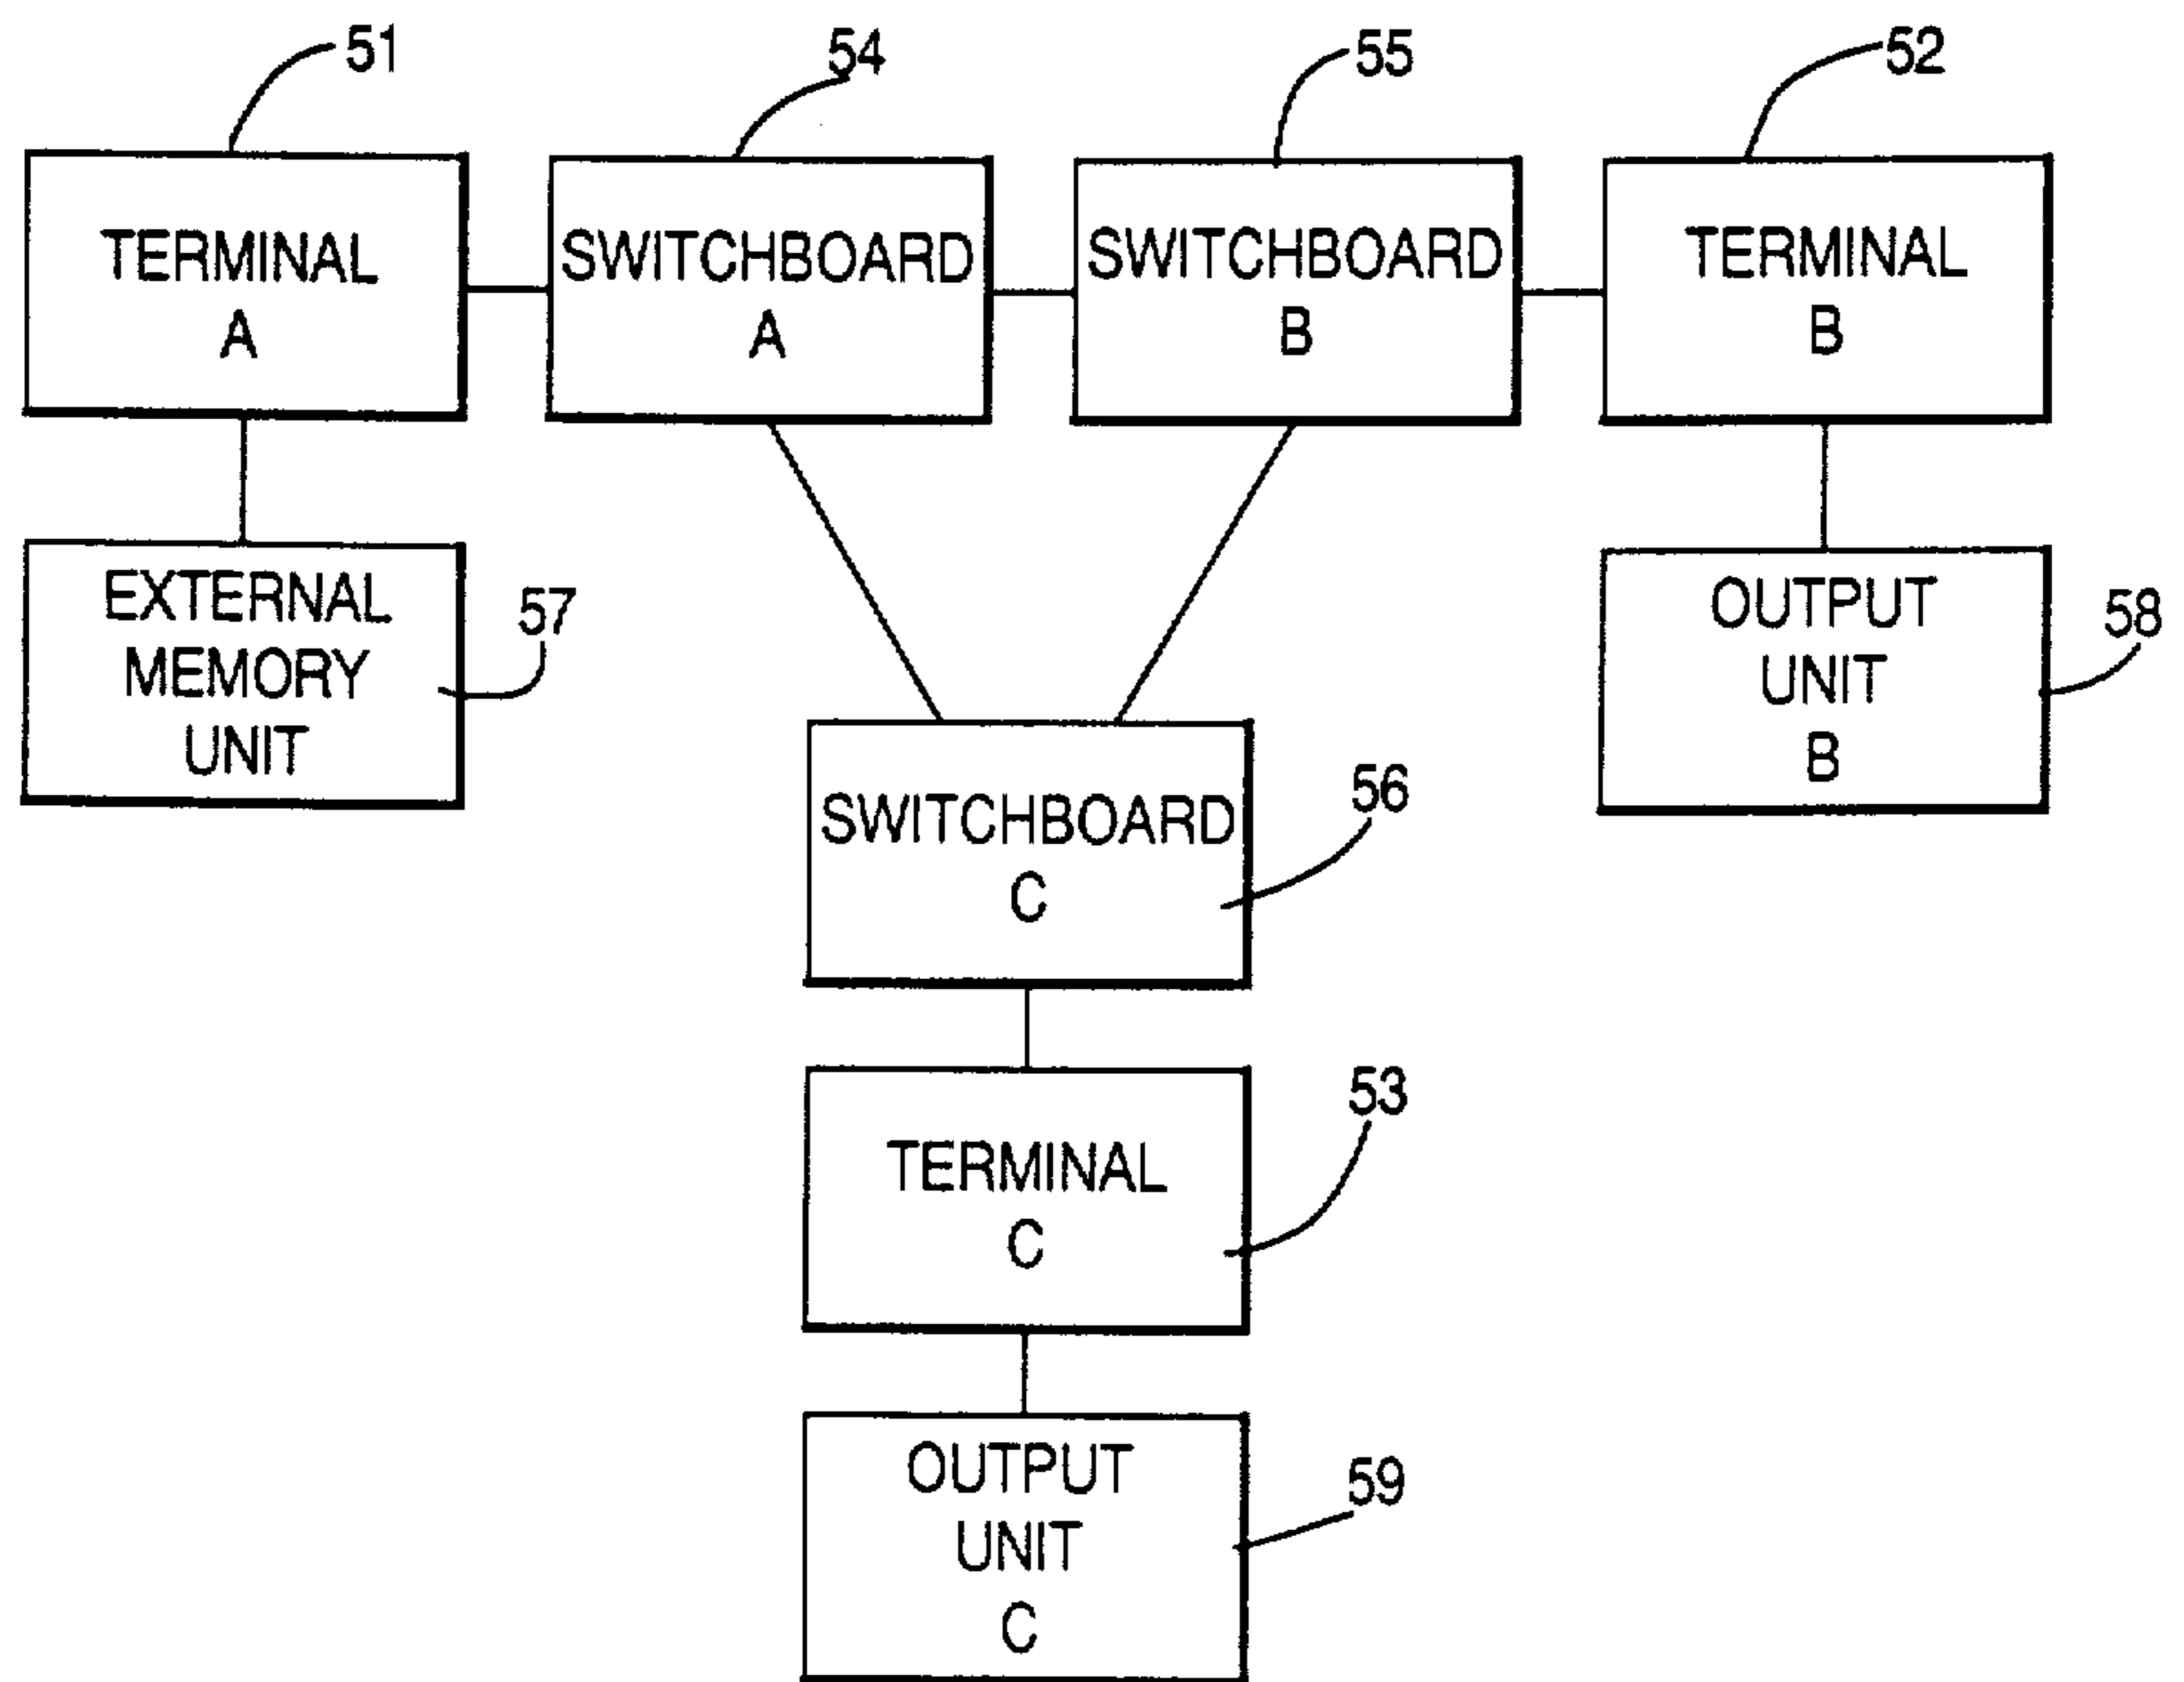 51
54
55
52
TERMINAL
A
SWITCHBOARD
A
SWITCHBOARD
B
TERMINAL
B
EXTERNAL
MEMORY
UNIT
57
OUTPUT
UNIT
B
58
SWITCHBOARD
C
56
TERMINAL
C
53
OUTPUT
UNIT
C
59